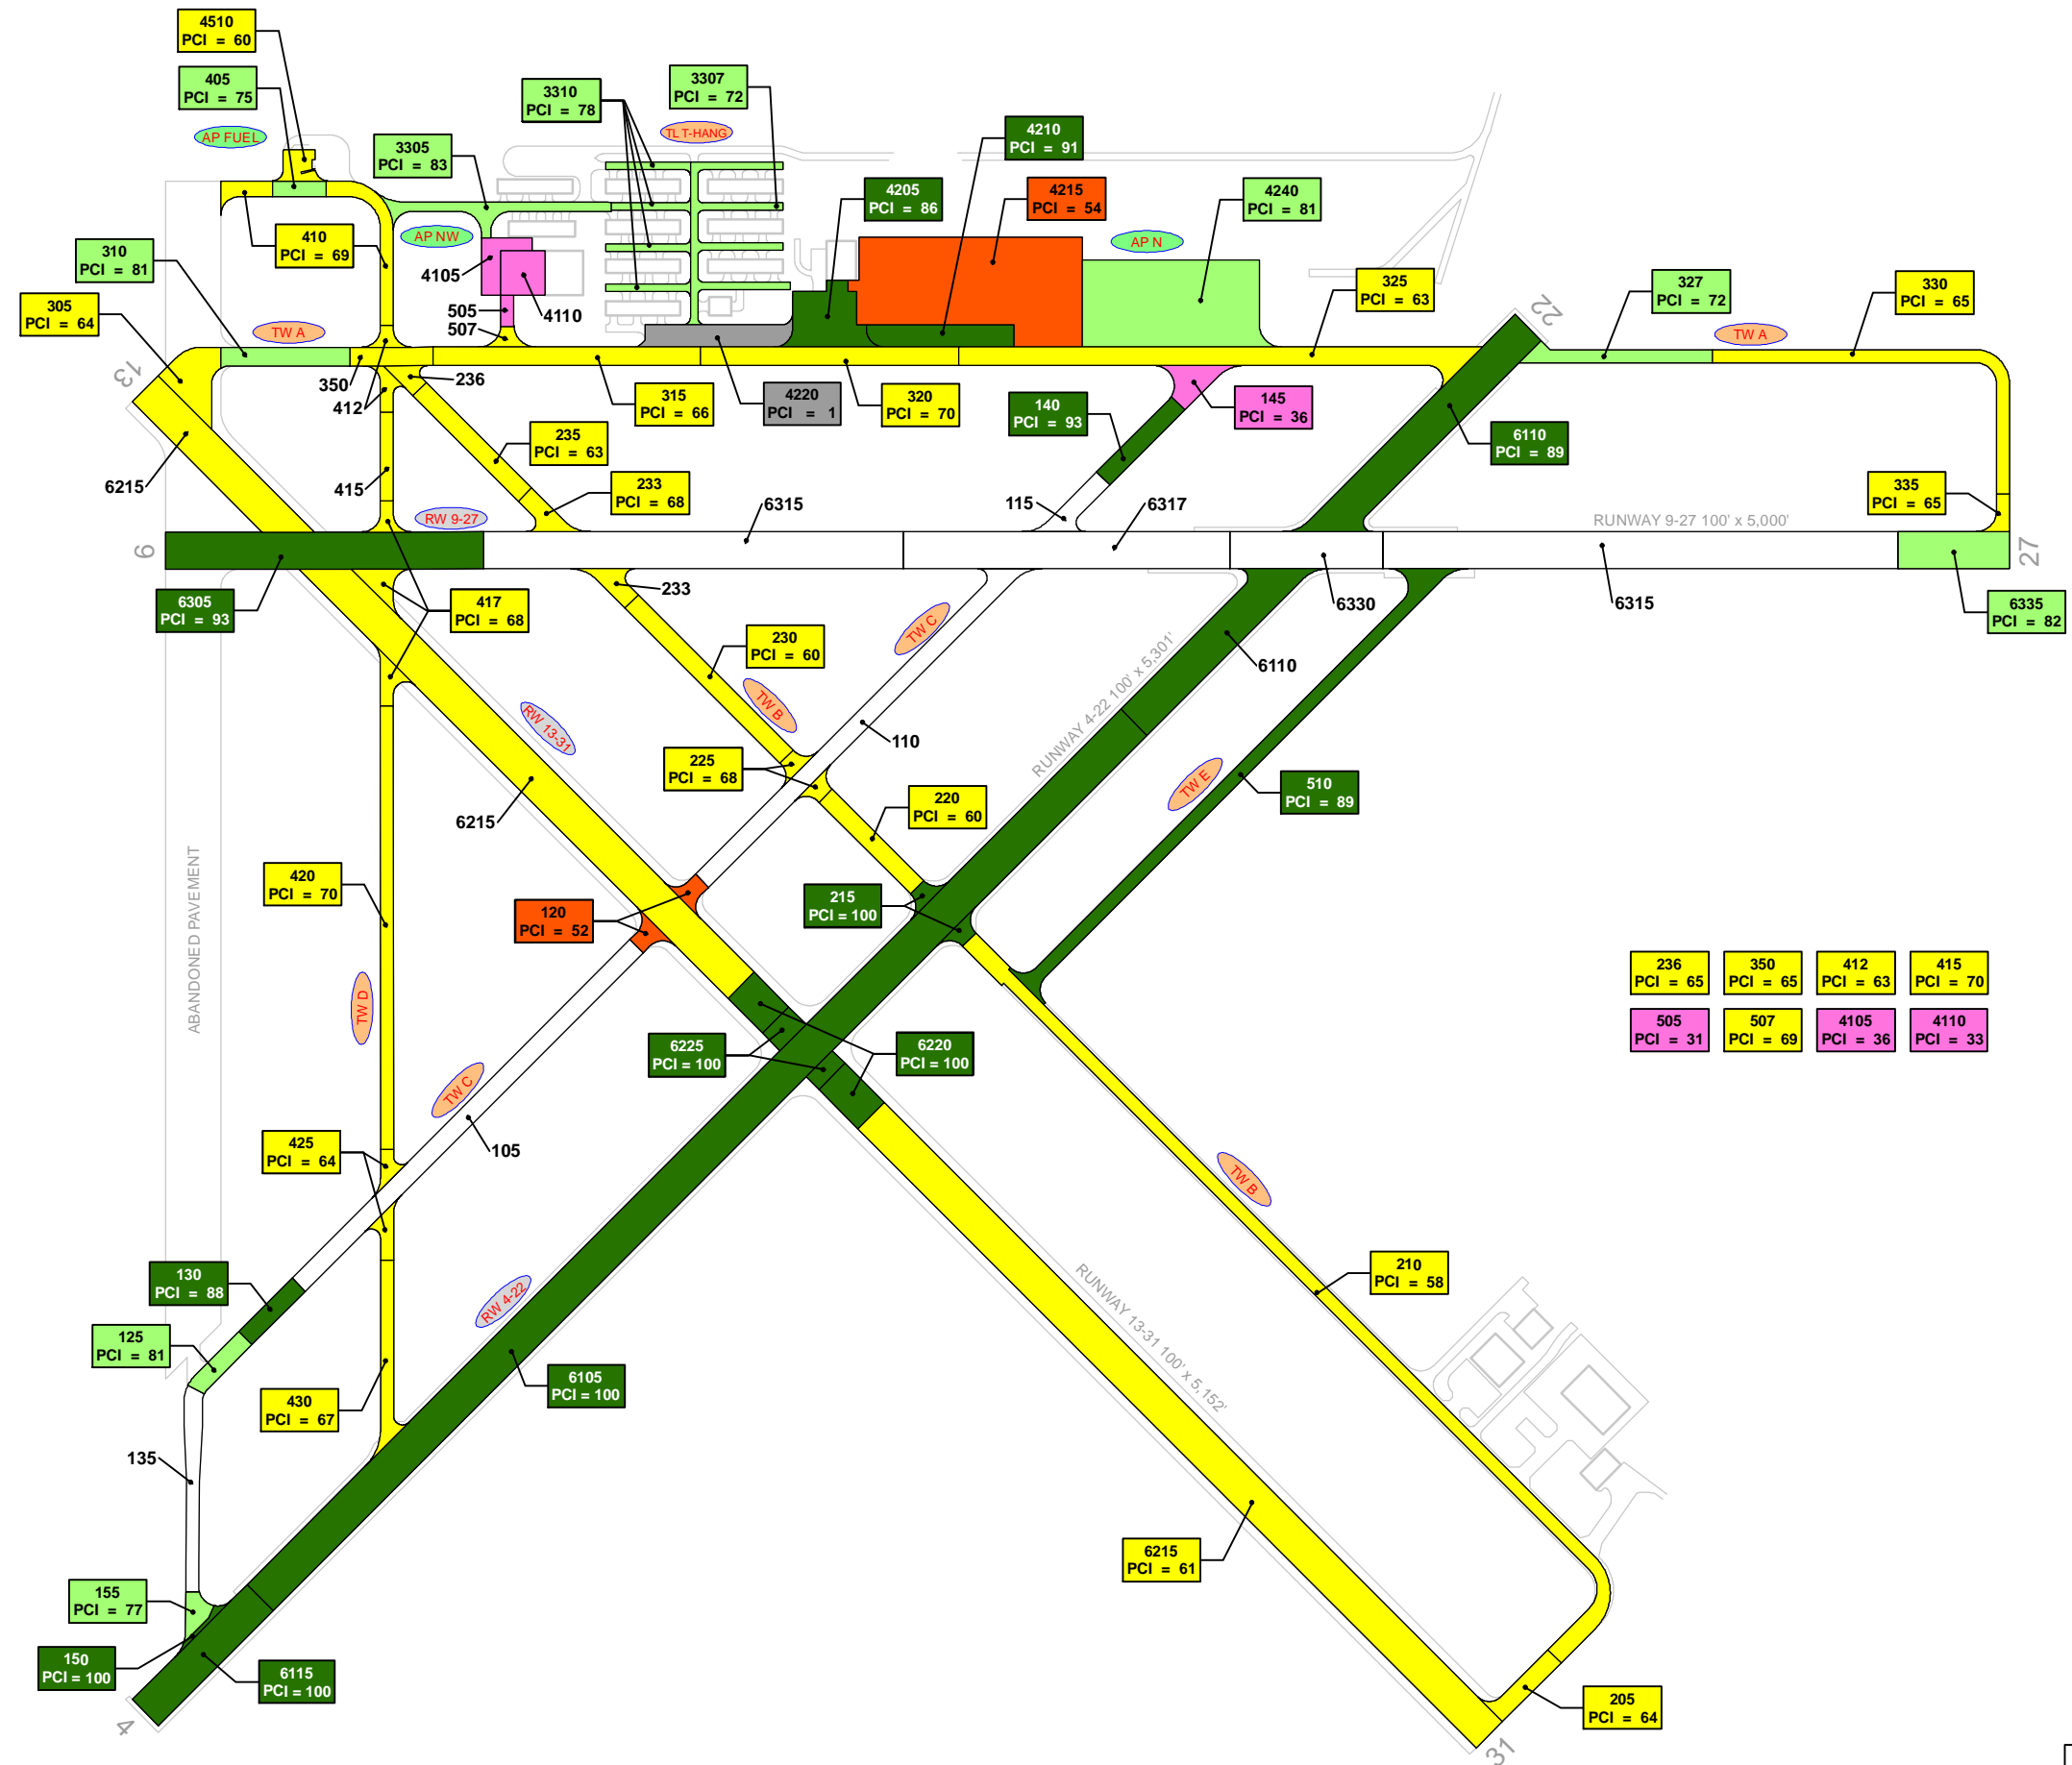 4510
PCI = 60
405
PCI = 75
AP FUEL
3310
PCI = 78
3307
PCI = 72
TL T-HANG
4210
PCI = 91
3305
PCI = 83
4205
PCI = 86
4215
PCI = 54
4240
PCI = 81
AP NW
AP N
410
PCI = 69
310
PCI = 81
4105
4110
505
507
305
PCI = 64
TW A
325
PCI = 63
327
PCI = 72
330
PCI = 65
TW A
22
13
350
412
236
315
PCI = 66
4220
PCI = 1
320
PCI = 70
140
PCI = 93
145
PCI = 36
6110
PCI = 89
235
PCI = 63
233
PCI = 68
6215
415
RW 9-27
6315
115
6317
335
PCI = 65
RUNWAY 9-27 100' x 5,000'
9
27
6305
PCI = 93
417
PCI = 68
233
6330
6315
6335
PCI = 82
TW C
230
PCI = 60
6110
RUNWAY 4-22 100' x 5,301'
TW B
RW 13-31
110
225
PCI = 68
TW E
510
PCI = 89
220
PCI = 60
6215
ABANDONED PAVEMENT
420
PCI = 70
215
PCI = 100
120
PCI = 52
236
PCI = 65
350
PCI = 65
412
PCI = 63
415
PCI = 70
505
PCI = 31
507
PCI = 69
4105
PCI = 36
4110
PCI = 33
TW D
6225
PCI = 100
6220
PCI = 100
TW C
105
425
PCI = 64
TW B
130
PCI = 88
210
PCI = 58
RW 4-22
RUNWAY 13-31 100' x 5,152'
125
PCI = 81
430
PCI = 67
6105
PCI = 100
135
6215
PCI = 61
155
PCI = 77
150
PCI = 100
6115
PCI = 100
205
PCI = 64
4
31